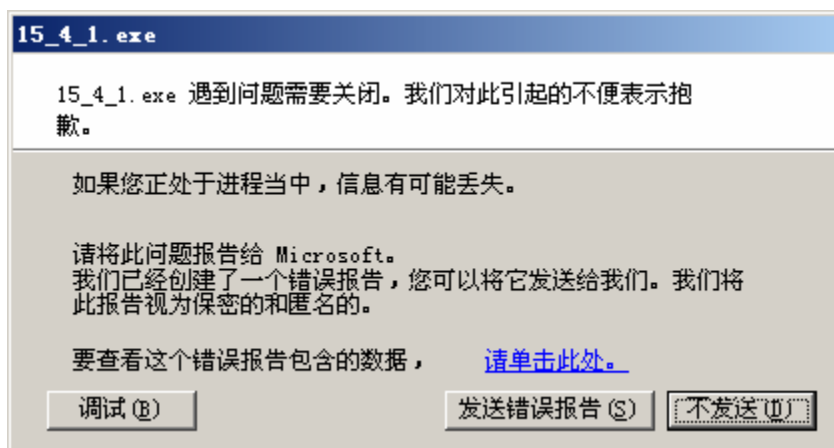 15_4_1.exe
15_4_1.exe 遇到问题需要关闭。我们对此引起的不便表示抱
歉。
如果您正处于进程当中，信息有可能丢失。
请将此问题报告给 Microsoft。
我们已经创建了一个错误报告，您可以将它发送给我们。我们将
此报告视为保密的和匿名的。
要查看这个错误报告包含的数据， 请单击此处。
调试(B) 发送错误报告(S) 不发送(D)